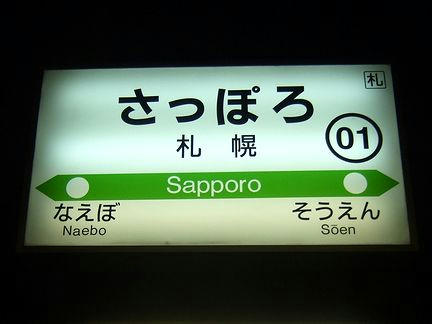 札
さっぽろ
札幌
01
Sapporo
なえぼ そうえん
Naebo Sōen